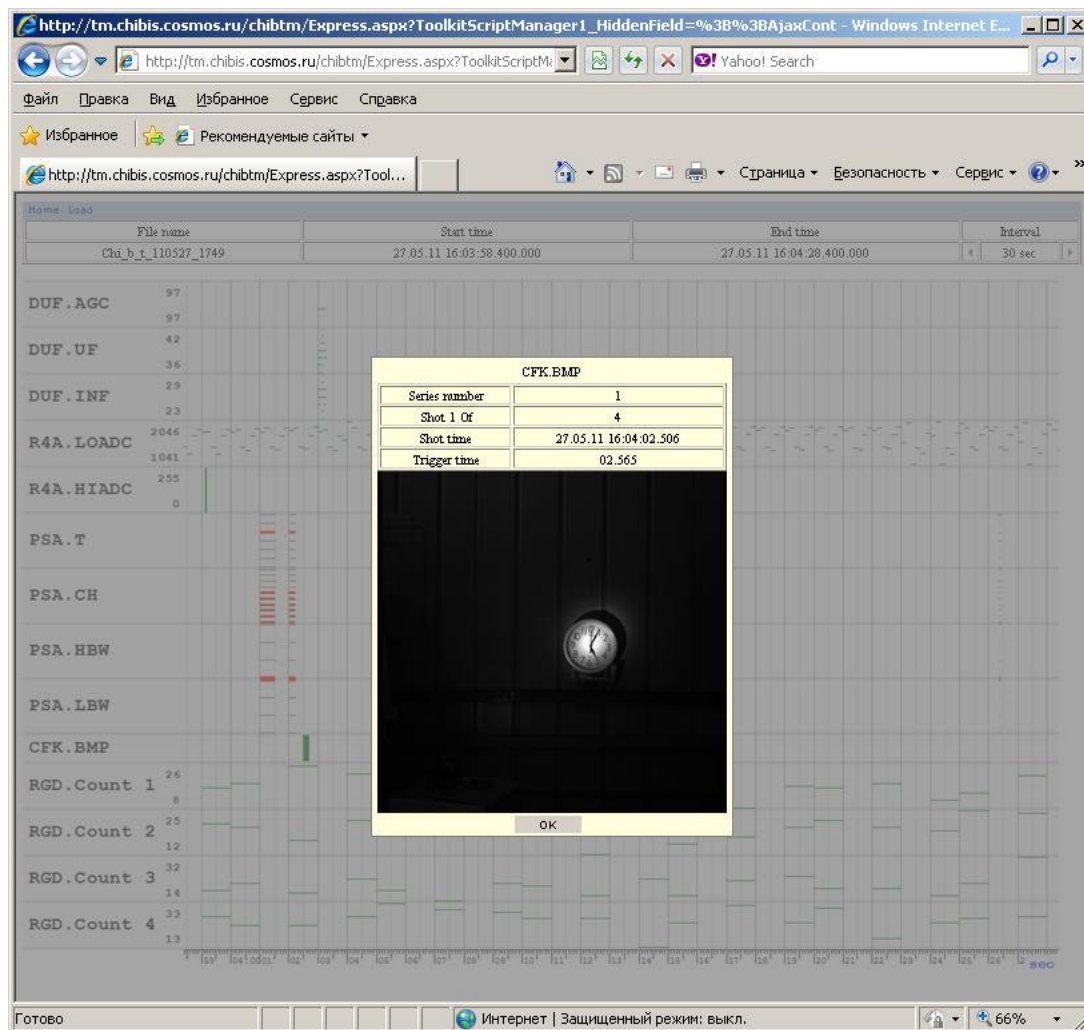 http://tm.chibis.cosmos.ru/chibtm/Express.aspx?ToolkitScriptManager1_HiddenField=%3B%3BAjaxCont - Windows Internet E...
http://tm.chibis.cosmos.ru/chibtm/Express.aspx?ToolkitScriptMa Yahoo! Search
Файл Правка Вид Избранное Сервис Справка
Избранное Рекомендуемые сайты
http://tm.chibis.cosmos.ru/chibtm/Express.aspx?Tool... Страница Безопасность Сервис »
Home Load
File name Start time End time Interval
Chi_b_t_110527_1749 27.05.11 16:03:58.400.000 27.05.11 16:04:28.400.000 30 sec
DUF.AGC 97 97
DUF.UF 42 36
DUF.INF 29 23
R4A.LOADC 2046 1041
R4A.HIADC 255 0
PSA.T
PSA.CH
PSA.HBW
PSA.LBW
CFK.BMP
RGD.Count 1 26 8
RGD.Count 2 25 12
RGD.Count 3 32 14
RGD.Count 4 33 13
CFK.BMP
Series number 1
Shot 1 Of 4
Shot time 27.05.11 16:04:02.506
Trigger time 02.565
OK
sec
Готово Интернет | Защищенный режим: выкл. 66%